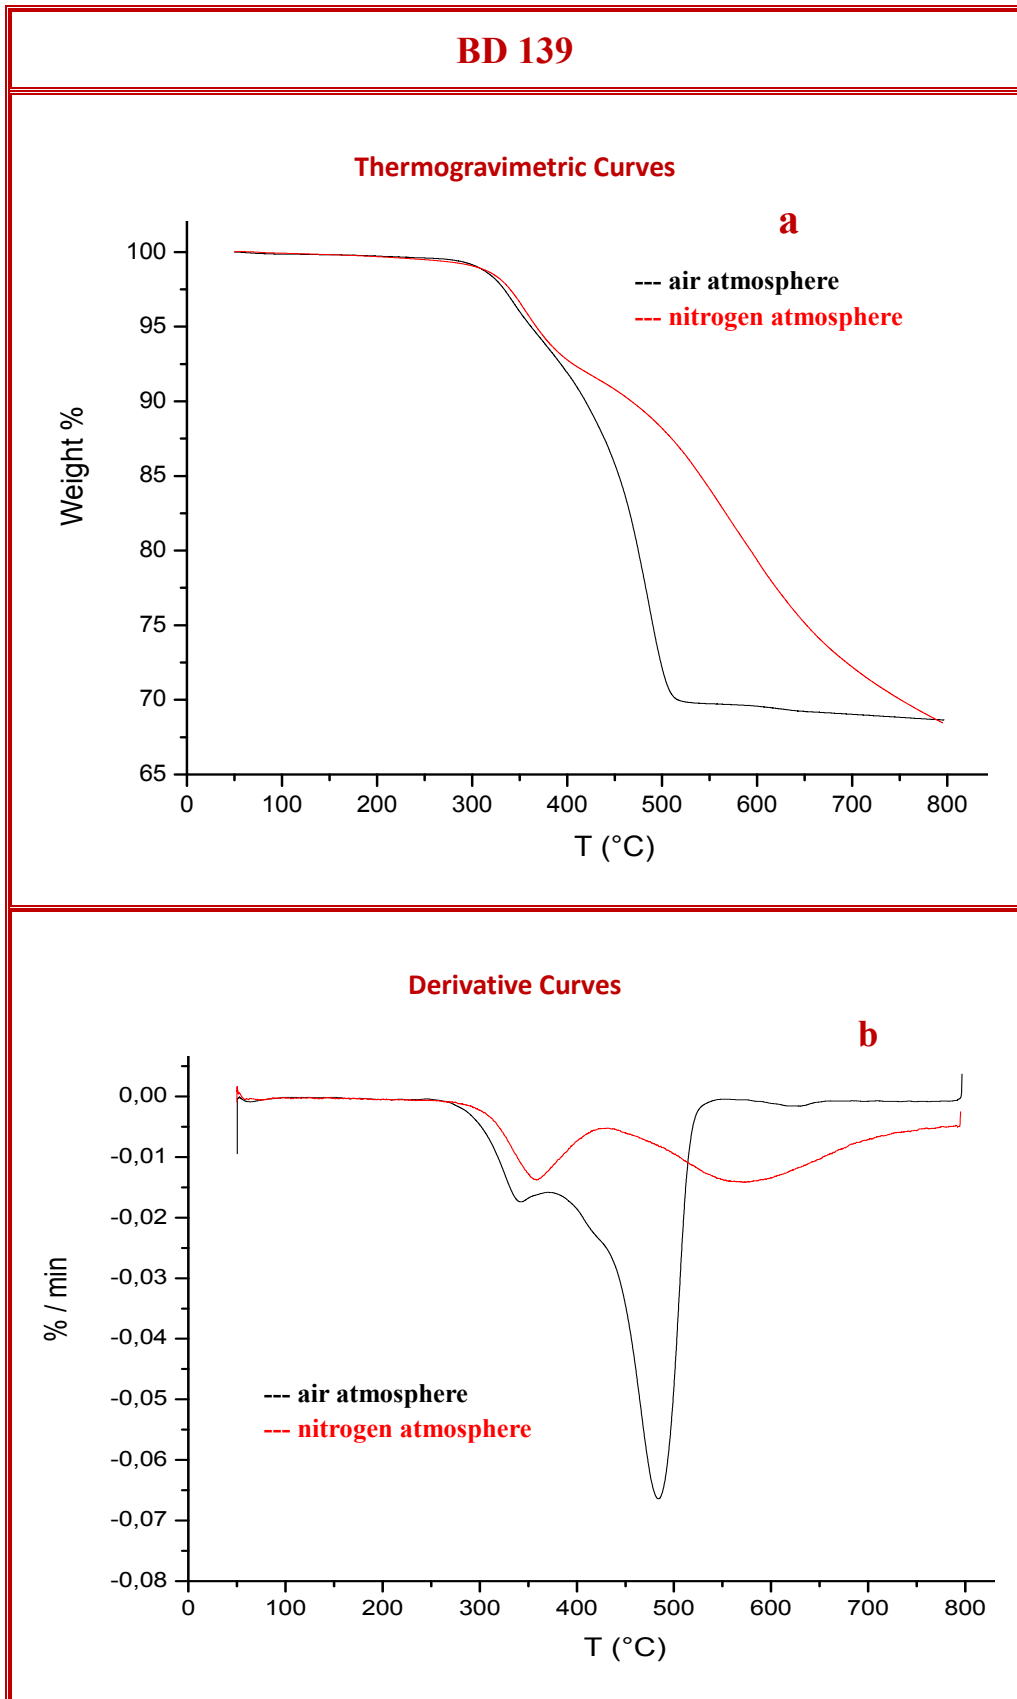 BD 139
Thermogravimetric Curves
a
--- air atmosphere
--- nitrogen atmosphere
Weight %
100
95
90
85
80
75
70
65
0 100 200 300 400 500 600 700 800
T (°C)
Derivative Curves
b
% / min
0,00
-0,01
-0,02
-0,03
-0,04
-0,05
-0,06
-0,07
-0,08
--- air atmosphere
--- nitrogen atmosphere
0 100 200 300 400 500 600 700 800
T (°C)